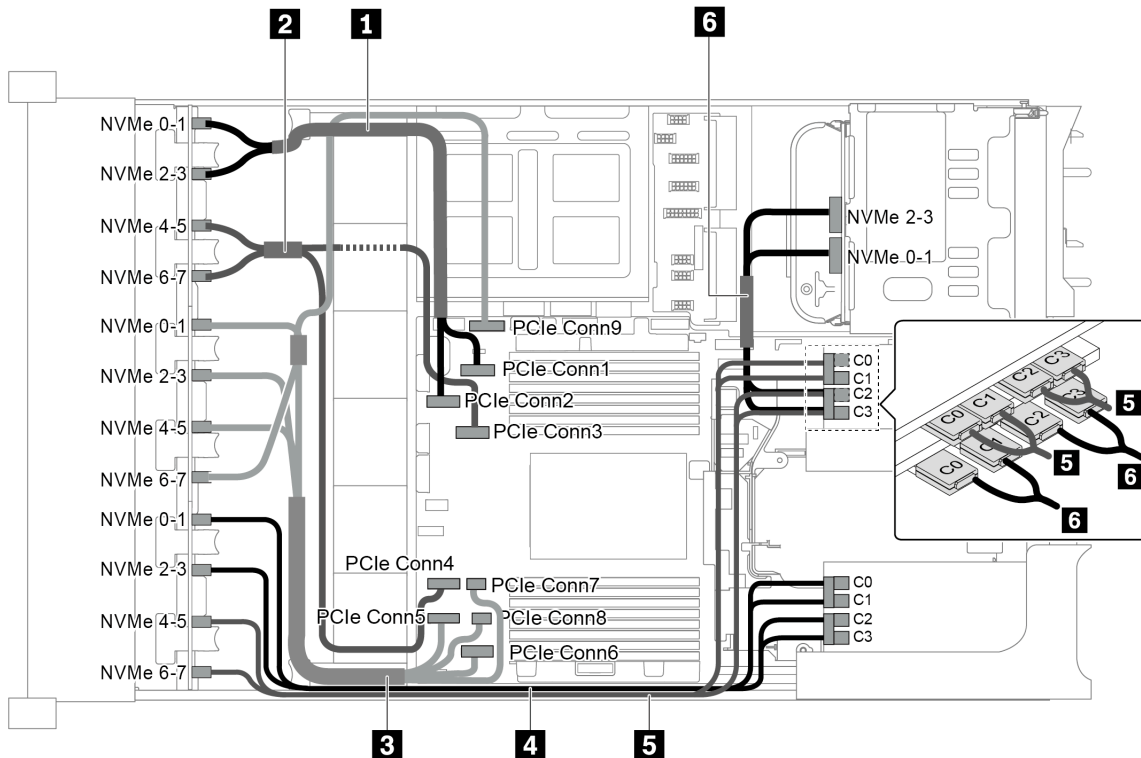 2
1
6
NVMe 0-1
NVMe 2-3
NVMe 4-5
NVMe 6-7
NVMe 0-1
NVMe 2-3
NVMe 4-5
NVMe 6-7
NVMe 0-1
NVMe 2-3
NVMe 4-5
NVMe 6-7
PCIe Conn9
PCIe Conn1
PCIe Conn2
PCIe Conn3
PCIe Conn4
PCIe Conn7
PCIe Conn5
PCIe Conn8
PCIe Conn6
NVMe 2-3
NVMe 0-1
6
C0
C1
C2
C3
C0
C1
C2
C3
C0
C1
C2
C3
5
C0
C1
C2
C3
5
6
6
3
4
5